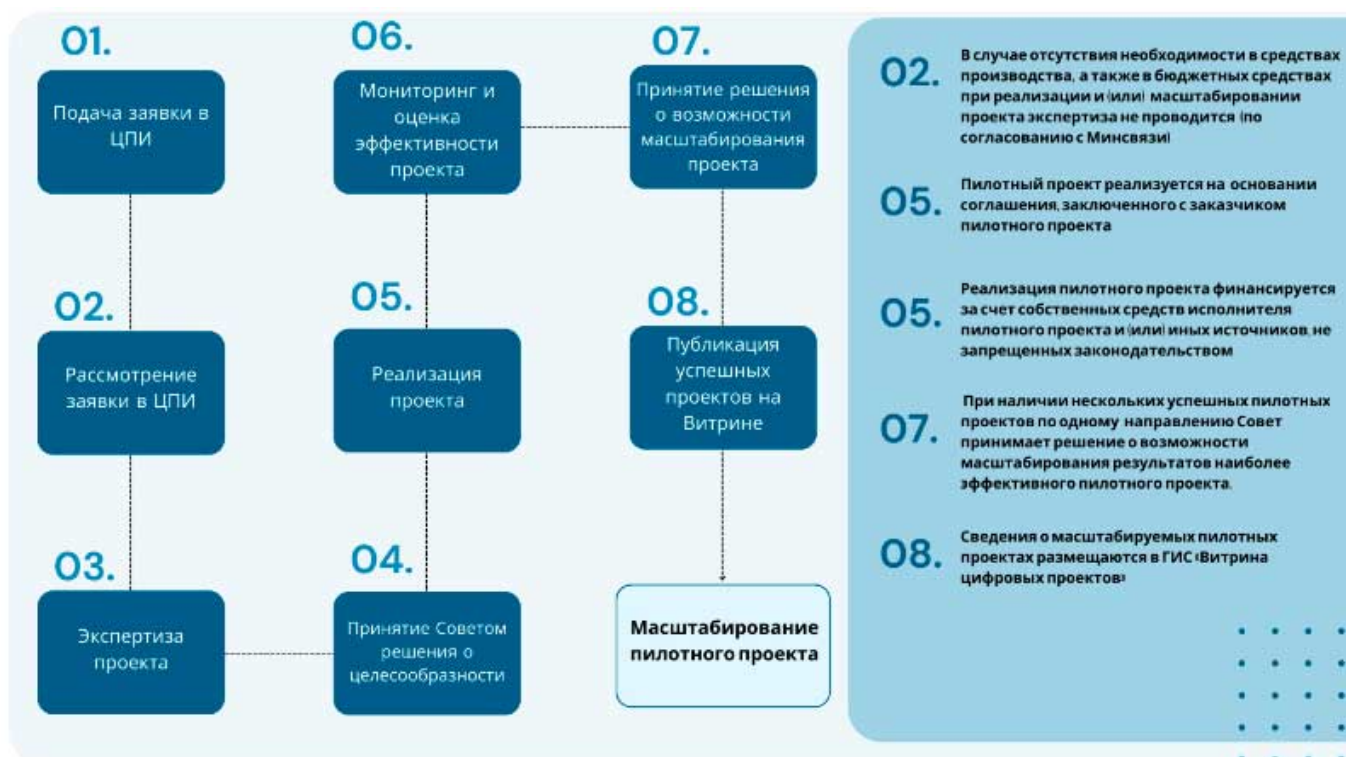 01.
Подача заявки в
ЦПИ
02.
Рассмотрение
заявки в ЦПИ
03.
Экспертиза
проекта
04.
Принятие Советом
решения о
целесообразности
05.
Реализация
проекта
06.
Мониторинг и
оценка
эффективности
проекта
07.
Принятие решения
о возможности
масштабирования
проекта
08.
Публикация
успешных
проектов на
Витрине
Масштабирование
пилотного проекта
02.
В случае отсутствия необходимости в средствах
производства, а также в бюджетных средствах
при реализации и (или) масштабировании
проекта экспертиза не проводится (по
согласованию с Минсвязи)
05.
Пилотный проект реализуется на основании
соглашения, заключенного с заказчиком
пилотного проекта
05.
Реализация пилотного проекта финансируется
за счет собственных средств исполнителя
пилотного проекта и (или) иных источников, не
запрещенных законодательством
07.
При наличии нескольких успешных пилотных
проектов по одному направлению Совет
принимает решение о возможности
масштабирования результатов наиболее
эффективного пилотного проекта.
08.
Сведения о масштабируемых пилотных
проектах размещаются в ГИС «Витрина
цифровых проектов»